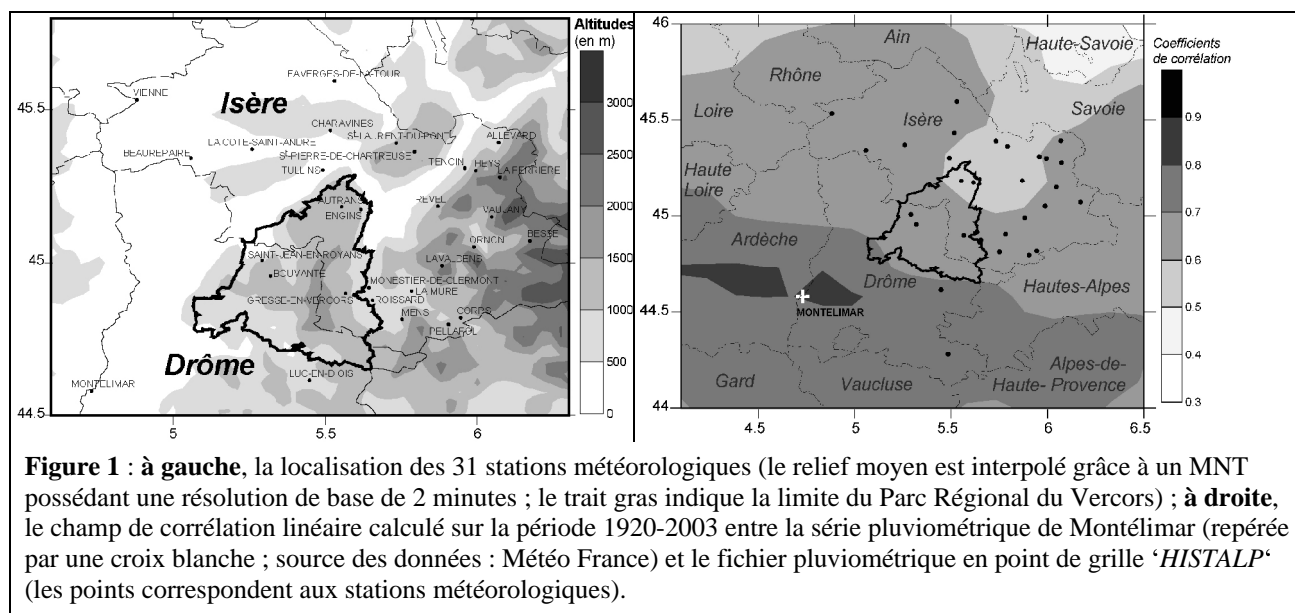 Altitudes
(en m)
3000
2500
2000
1500
1000
500
0
FAVERGES-DE-LA-TOUR
VIENNE
Isère
CHARAVINES
ST-LAURENT-DU-PONT
ALLEVARD
LA COTE-SAINT-ANDRE
BEAUREPAIRE
ST-PIERRE-DE-CHARTREUSE
TENCIN
HEYS
TULLINS
LA FERRIERE
AUTRANS
REVEL
ENGINS
VAUJANY
BESSE
ORNON
SAINT-JEAN-EN-ROYANS
LAVALDENS
BOUVANTE
MONESTIER-DE-CLERMONT
LA MURE
GRESSE-EN-VERCORS
ROISSARD
MENS
CORPS
PELLAFOL
Drôme
LUC-EN-DIOIS
MONTELIMAR
45.5
45
44.5
5
5.5
6
46
45.5
45
44.5
44
4.5
5
5.5
6
6.5
Ain
Haute-Savoie
Rhône
Loire
Isère
Savoie
Haute
Loire
Ardèche
Drôme
Hautes-Alpes
MONTELIMAR
Gard
Vaucluse
Alpes-de-
Haute- Provence
Coefficients
de corrélation
0.9
0.8
0.7
0.6
0.5
0.4
0.3
Figure 1 : à gauche, la localisation des 31 stations météorologiques (le relief moyen est interpolé grâce à un MNT
possédant une résolution de base de 2 minutes ; le trait gras indique la limite du Parc Régional du Vercors) ; à droite,
le champ de corrélation linéaire calculé sur la période 1920-2003 entre la série pluviométrique de Montélimar (repérée
par une croix blanche ; source des données : Météo France) et le fichier pluviométrique en point de grille ‘HISTALP‘
(les points correspondent aux stations météorologiques).